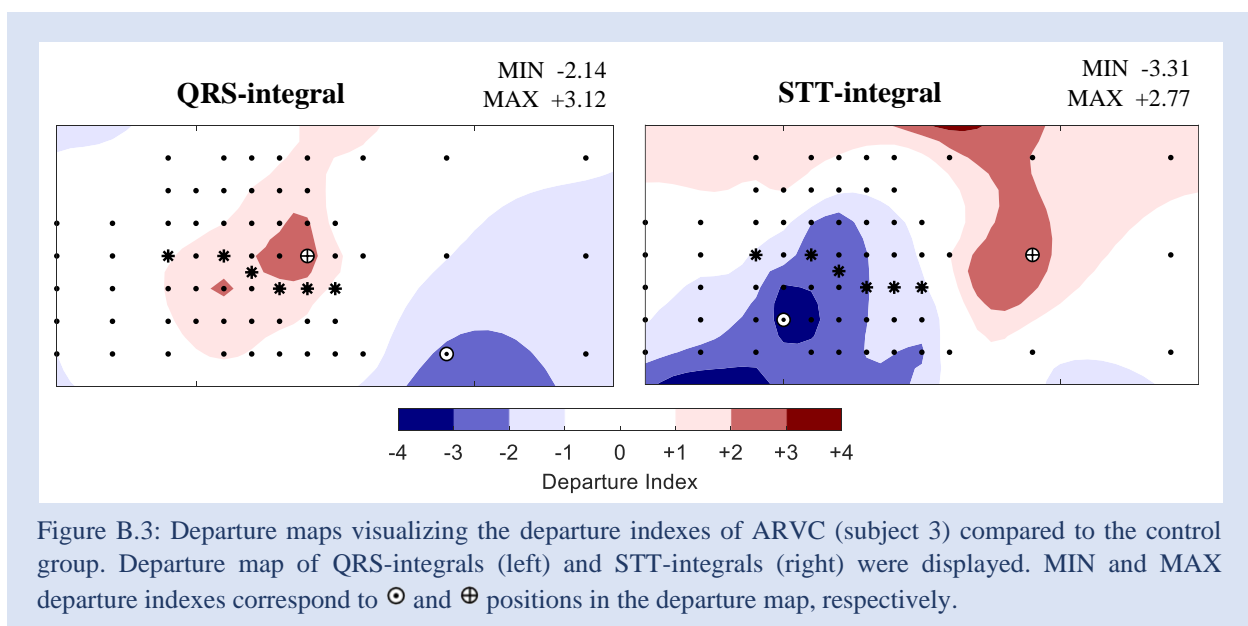 QRS-integral
MIN -2.14
MAX +3.12
STT-integral
MIN -3.31
MAX +2.77
-4 -3 -2 -1 0 +1 +2 +3 +4
Departure Index
Figure B.3: Departure maps visualizing the departure indexes of ARVC (subject 3) compared to the control
group. Departure map of QRS-integrals (left) and STT-integrals (right) were displayed. MIN and MAX
departure indexes correspond to ⊙ and ⊕ positions in the departure map, respectively.